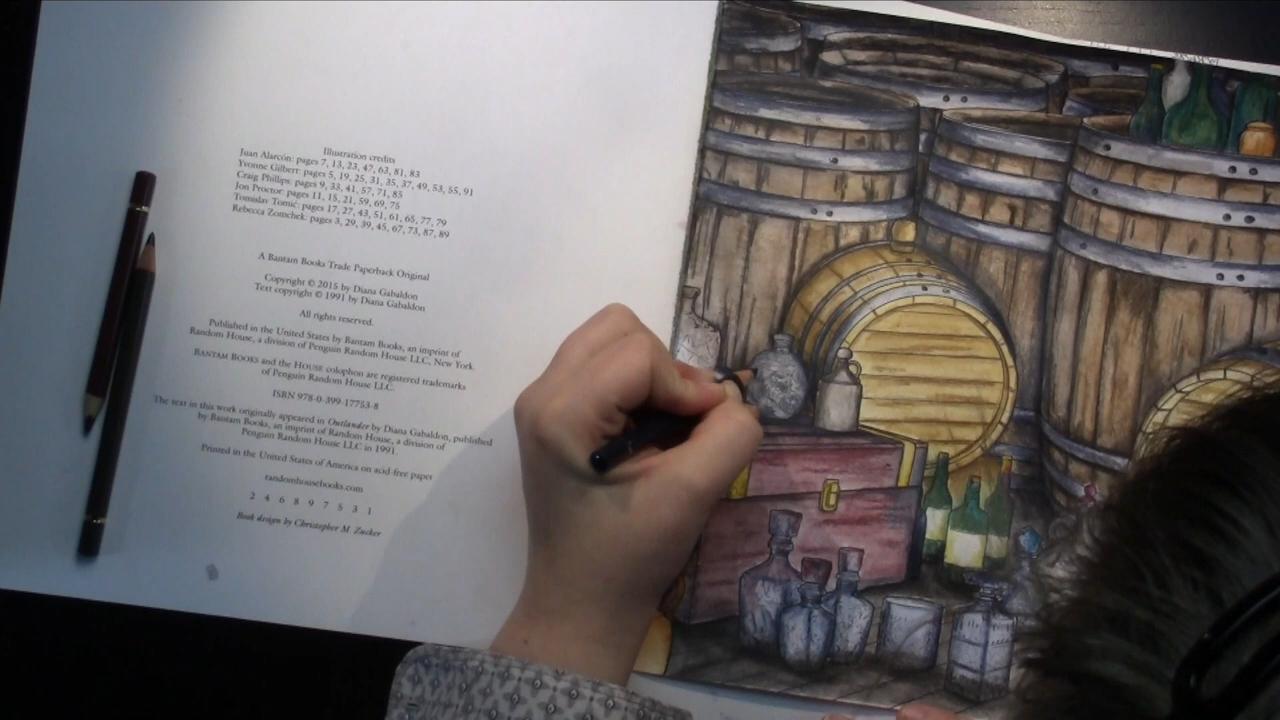 Illustration credits
Juan Alarcón: pages 7, 13, 23, 47, 63, 81, 83
Yvonne Gilbert: pages 5, 19, 25, 31, 35, 37, 49, 53, 55, 91
Craig Phillips: pages 9, 33, 41, 57, 71, 85
Jon Proctor: pages 11, 15, 21, 59, 69, 75
Tomislav Tomić: pages 17, 27, 43, 51, 61, 65, 77, 79
Rebecca Zomchek: pages 3, 29, 39, 45, 67, 73, 87, 89
A Bantam Books Trade Paperback Original
Copyright © 2015 by Diana Gabaldon
Text copyright © 1991 by Diana Gabaldon
All rights reserved.
Published in the United States by Bantam Books, an imprint of
Random House, a division of Penguin Random House LLC, New York.
BANTAM BOOKS and the HOUSE colophon are registered trademarks
of Penguin Random House LLC.
ISBN 978-0-399-17753-8
The text in this work originally appeared in Outlander by Diana Gabaldon, published
by Bantam Books, an imprint of Random House, a division of
Penguin Random House LLC in 1991.
Printed in the United States of America on acid-free paper
randomhousebooks.com
2 4 6 8 9 7 5 3 1
Book design by Christopher M. Zucker